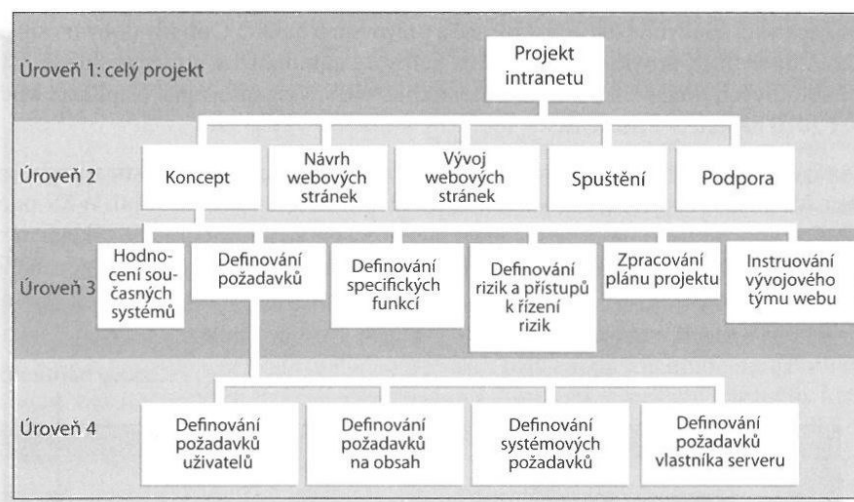 Projekt
intranetu
Úroveň 1: celý projekt
Úroveň 2
Koncept
Návrh
webových
stránek
Vývoj
webových
stránek
Spuštění
Podpora
Úroveň 3
Hodno-
cení sou-
časných
systémů
Definování
požadavků
Definování
specifických
funkcí
Definování
rizik a přístupů
k řízení
rizik
Zpracování
plánu projektu
Instruování
vývojového
týmu webu
Úroveň 4
Definování
požadavků
uživatelů
Definování
požadavků
na obsah
Definování
systémových
požadavků
Definování
požadavků
vlastníka serveru